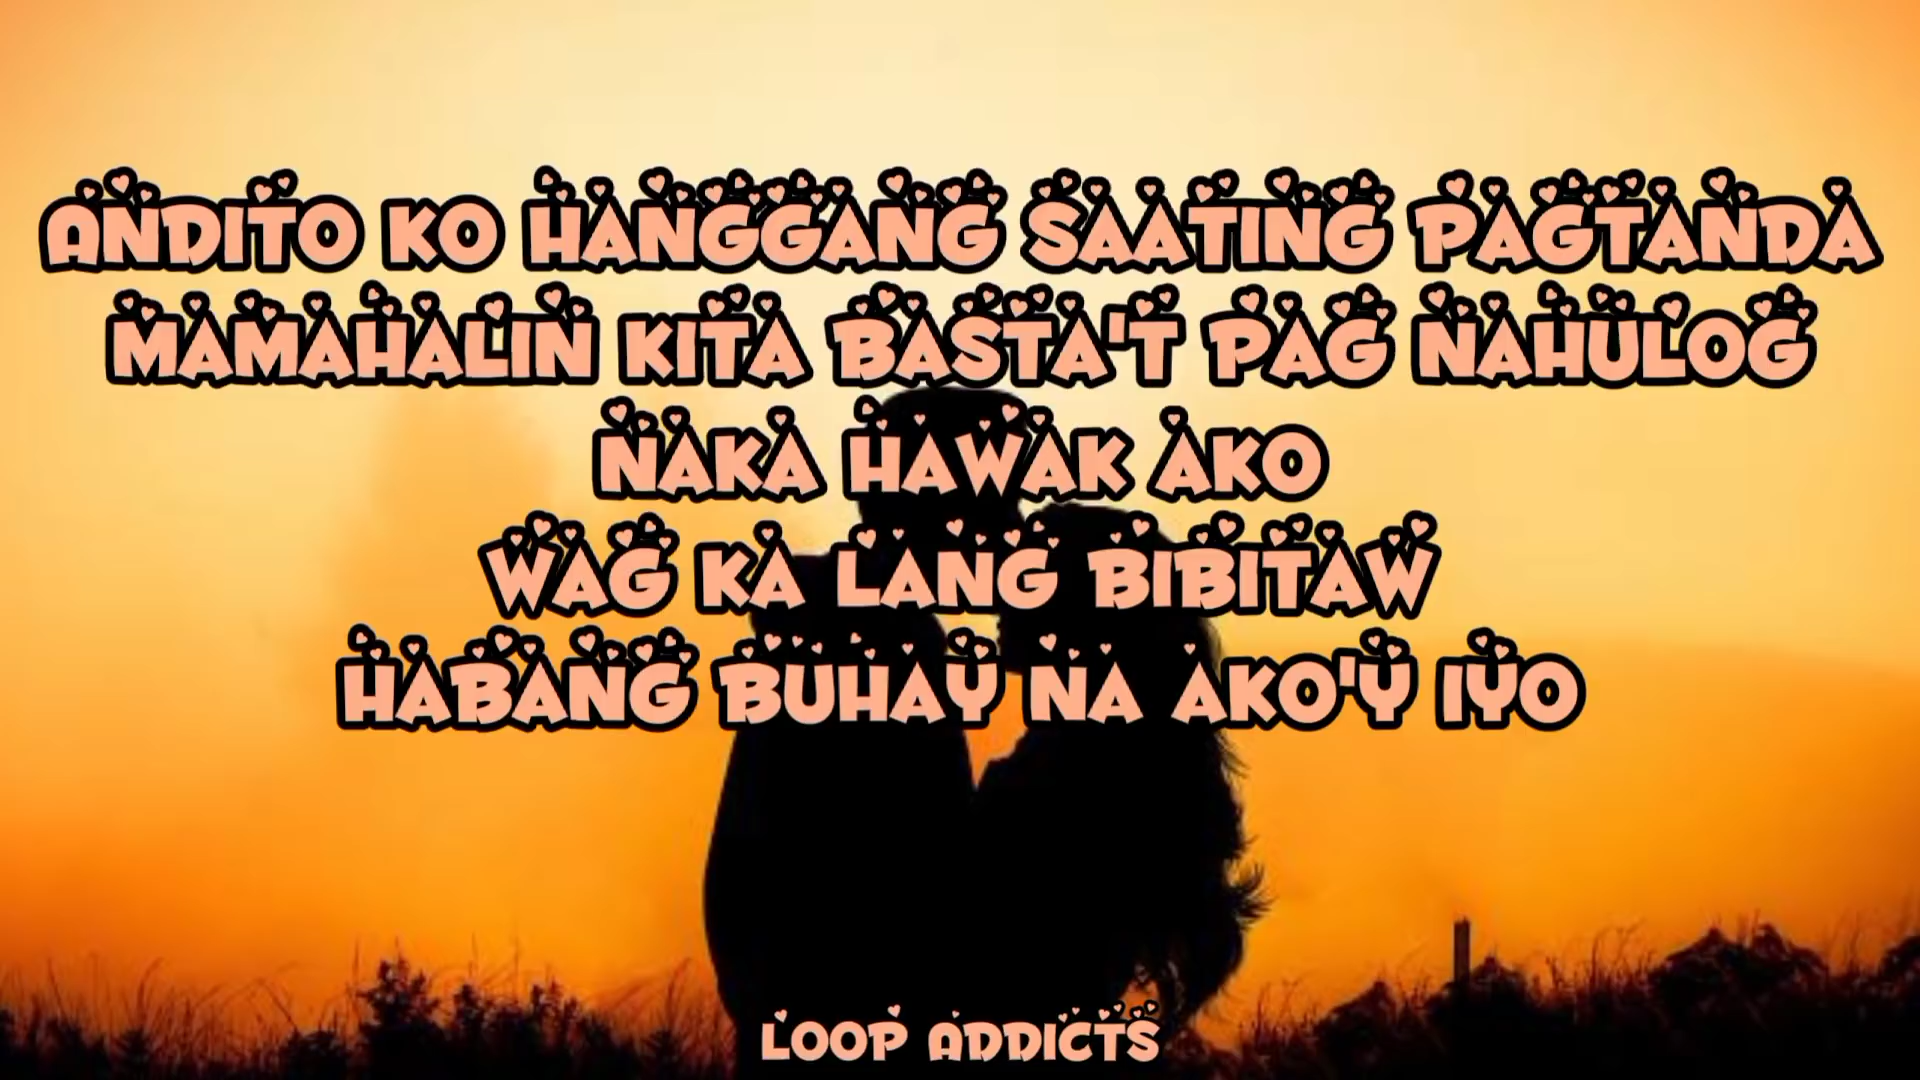 ANDITO KO HANGGANG SAATING PAGTANDA
MAMAHALIN KITA BASTA'T PAG NAHULOG
NAKA HAWAK AKO
WAG KA LANG BIBITAW
HABANG BUHAY NA AKO'Y IYO
LOOP ADDICTS